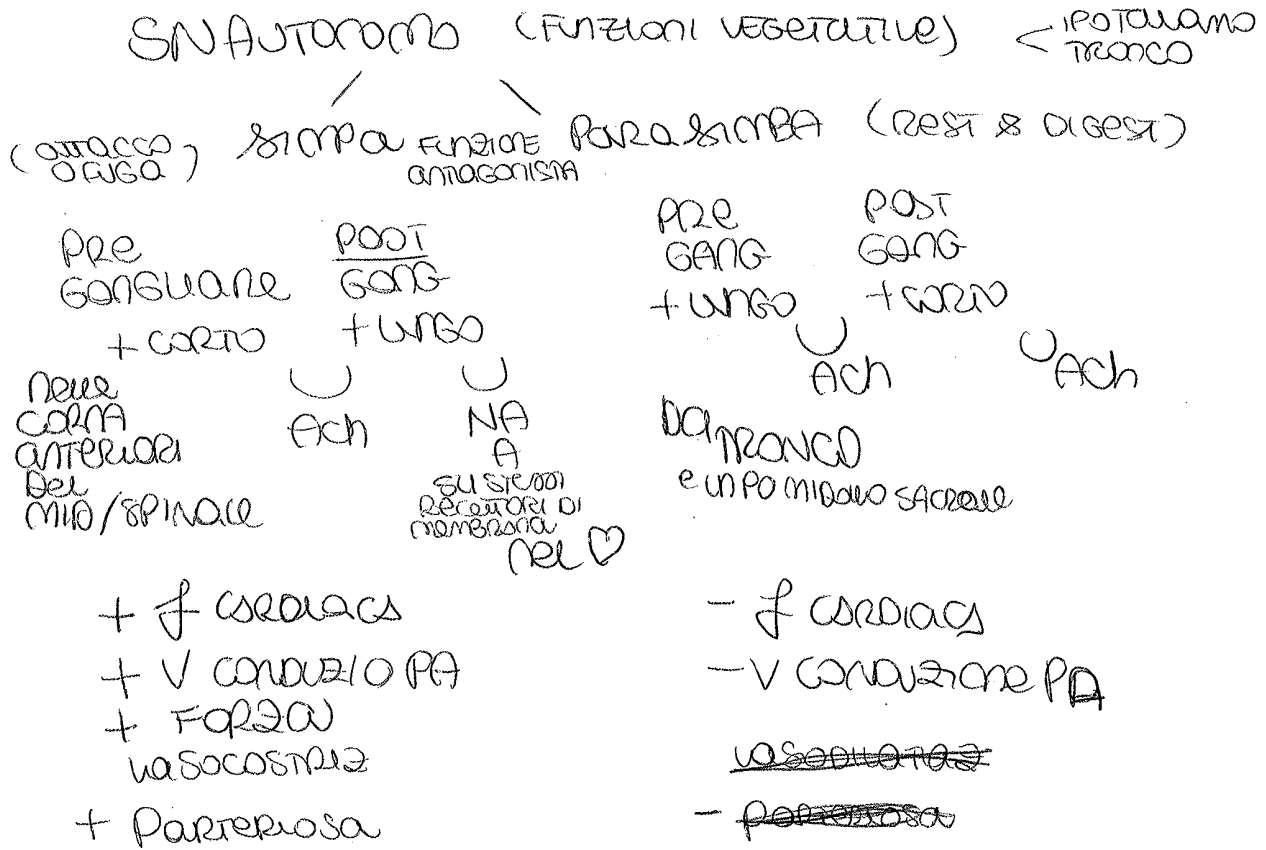 SN AUTONOMO (FUNZIONI VEGETATIVE) < IPOTALAMO
TRONCO
(ATTACCO O FUGA) SIMPA FUNZIONE ANTAGONISTA PARASIMPA (REST & DIGEST)
PRE
GANGLIARE
+ CORTO
POST
GANG
+ LUNGO
PRE
GANG
+ LUNGO
POST
GANG
+ CORTO
NELLE
CORNA
ANTERIORI
DEL
MID/SPINALE
ACh
NA
A
SU STESSI
RECETTORI DI
MEMBRANA
NEL ♡
ACh
ACh
DA TRONCO
E UN PO MIDOLLO SACRALE
+ f CARDIACA
+ V CONDUZIO PA
+ FORZA
VASOCOSTRIZ
+ PARTERIOSA
- f CARDIACA
- V CONDUZIONE PA
VASODILATAZ
-